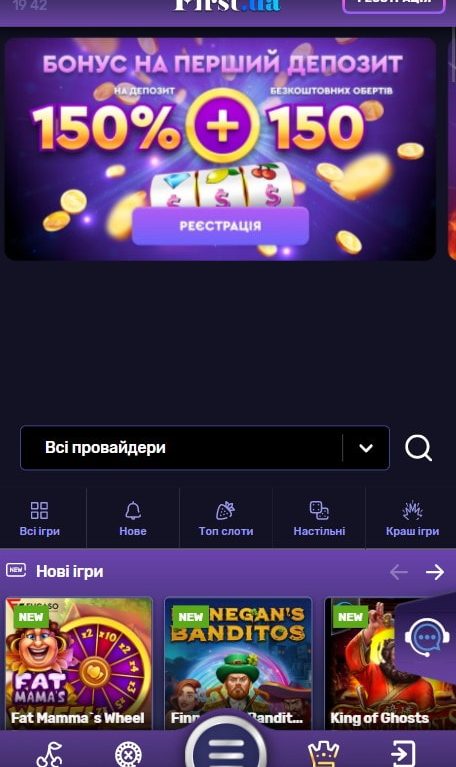 19 42
First.ua
РЕЄСТРАЦІЯ
БОНУС НА ПЕРШИЙ ДЕПОЗИТ
НА ДЕПОЗИТ
БЕЗКОШТОВНИХ ОБЕРТІВ
150% + 150
РЕЄСТРАЦІЯ
Всі провайдери
Всі ігри
Нове
Топ слоти
Настільні
Краш ігри
NEW Нові ігри
NEW
FAT
MAMA'S
Fat Mamma`s Wheel
NEW
BANDITOS
Finn
Bandit...
NEW
King of Ghosts